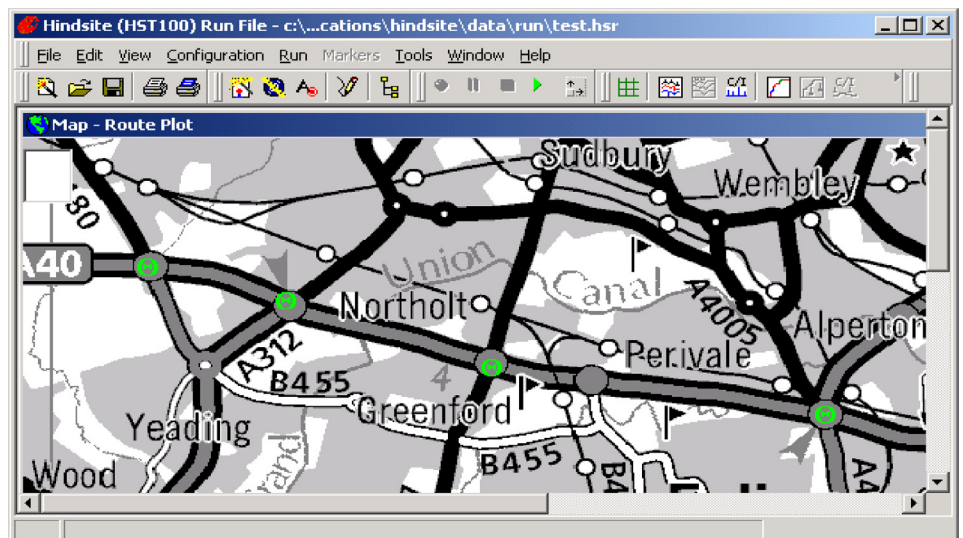 Hindsite (HST100) Run File - c:\...cations\hindsite\data\run\test.hsr
File Edit View Configuration Run Markers Tools Window Help
C/I C/I
Map - Route Plot
Sudbury
Wembley
A40
Union
Canal
Northolt
A4005
Alperton
A312
Perivale
B455
4
Greenford
Yeading
Grand
B455
Wood